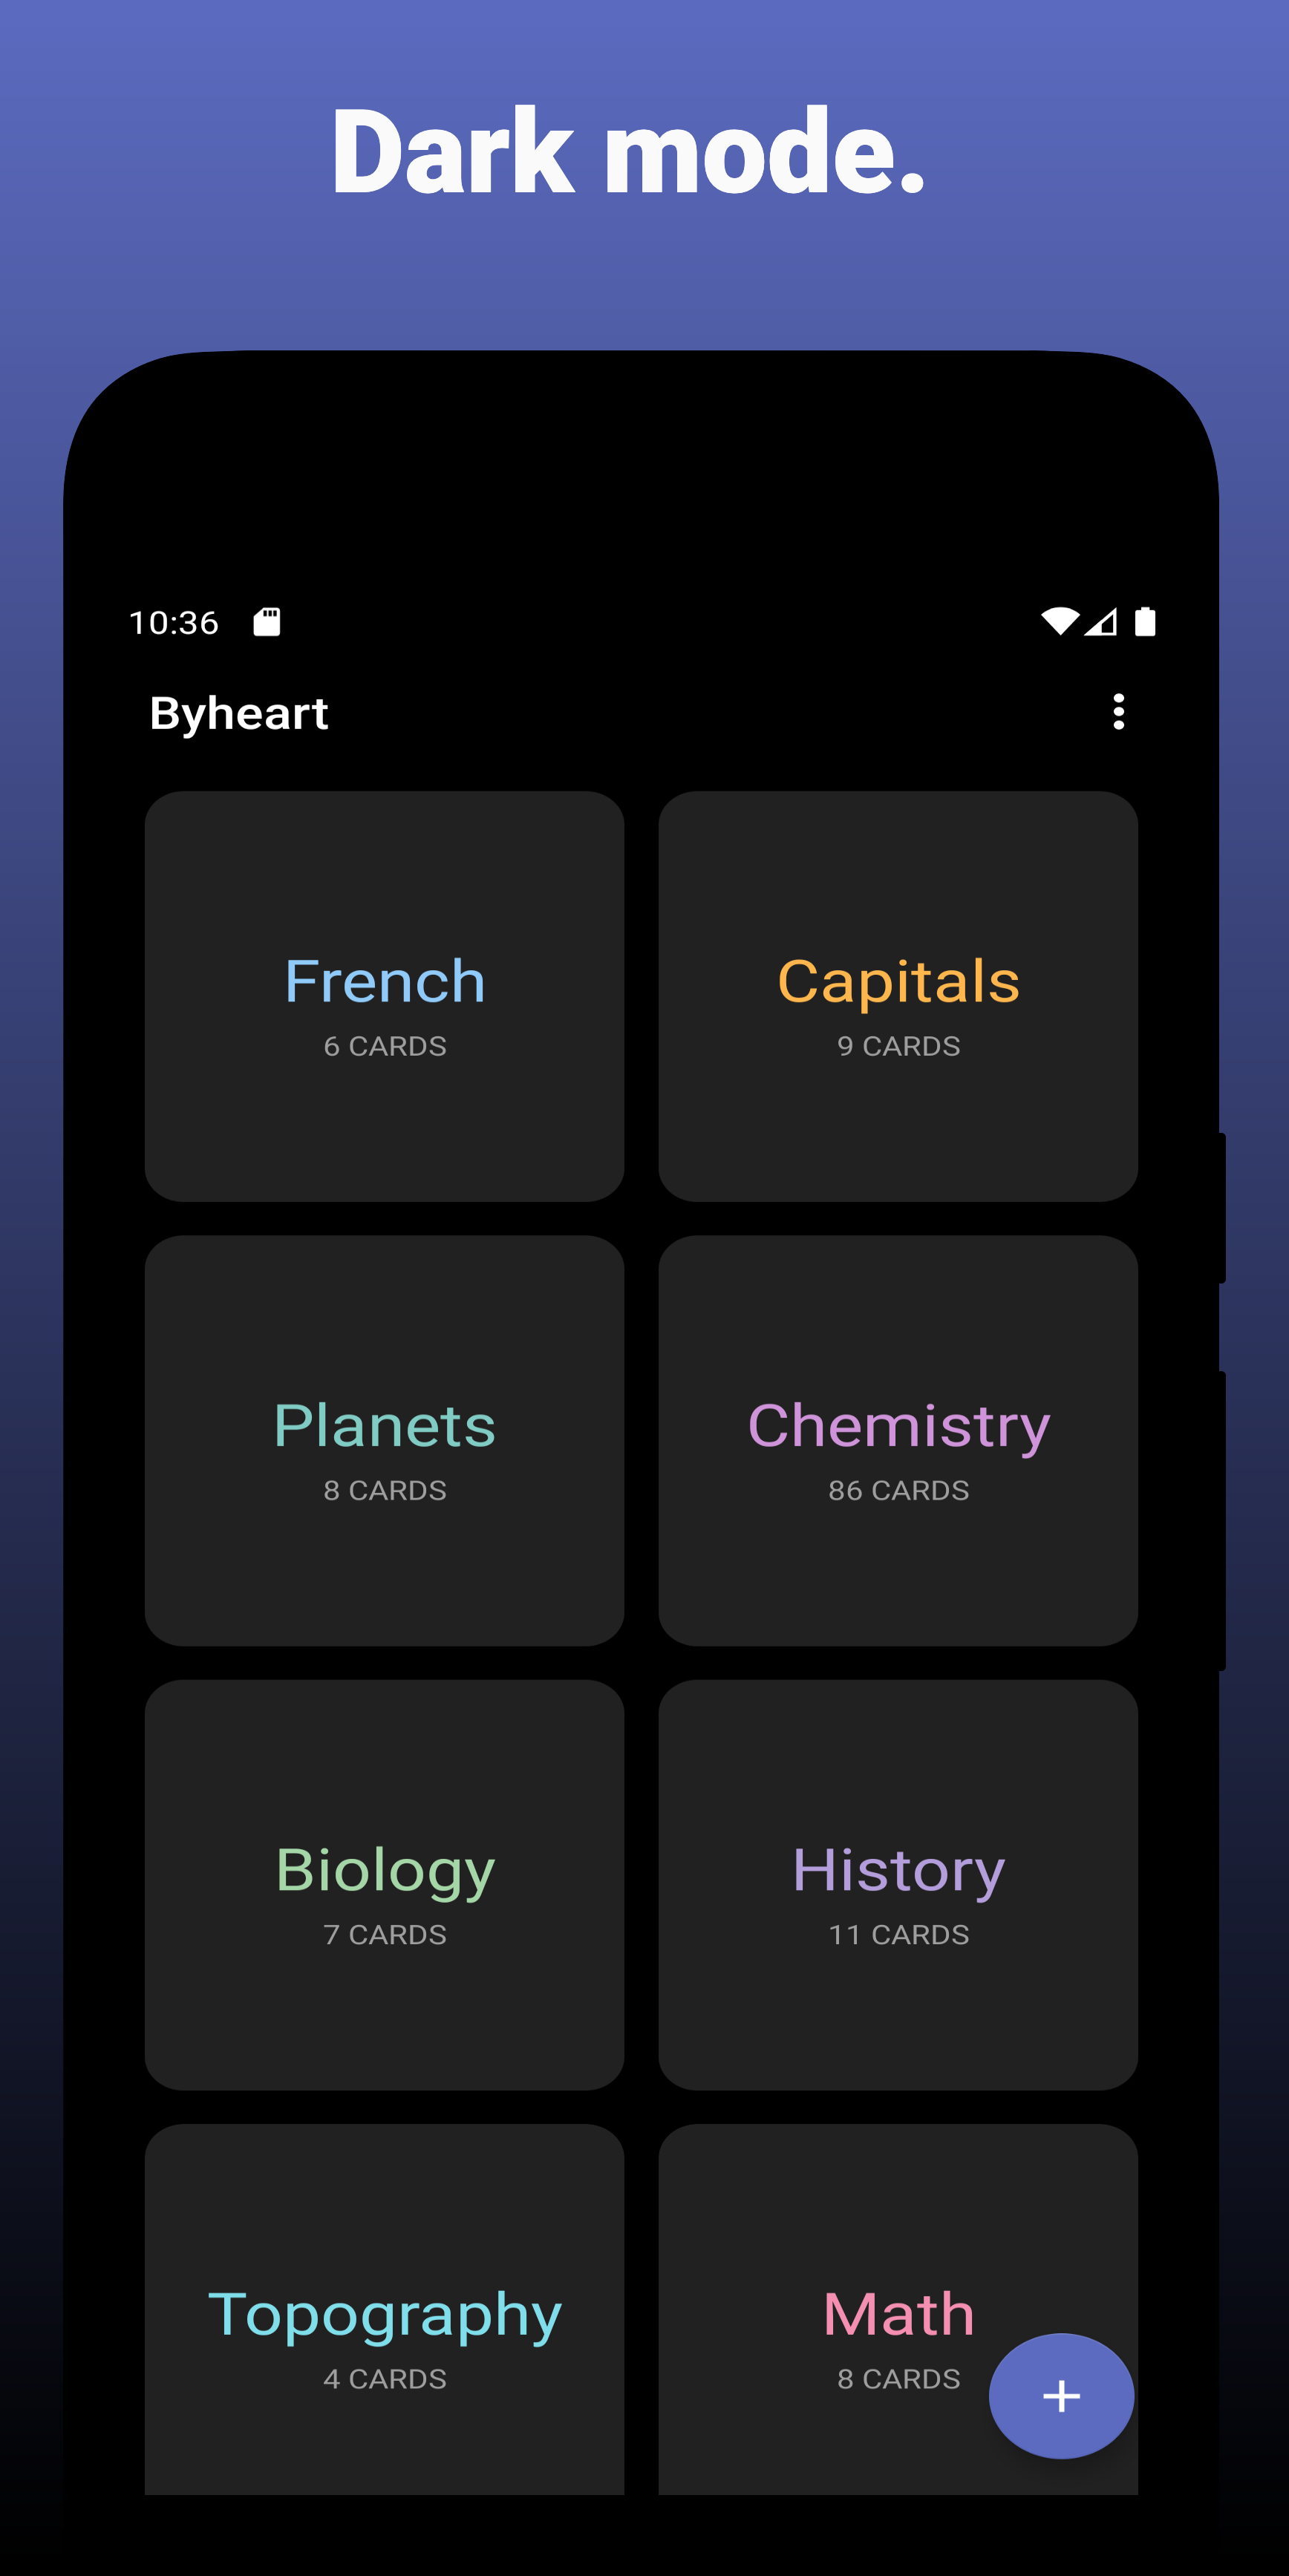 Dark mode.
10:36
Byheart
French
6 CARDS
Capitals
9 CARDS
Planets
8 CARDS
Chemistry
86 CARDS
Biology
7 CARDS
History
11 CARDS
Topography
4 CARDS
Math
8 CARDS